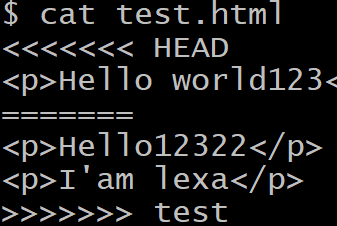 $ cat test.html
<<<<<<< HEAD
<p>Hello world123<
=======
<p>Hello12322</p>
<p>I'am lexa</p>
>>>>>>> test